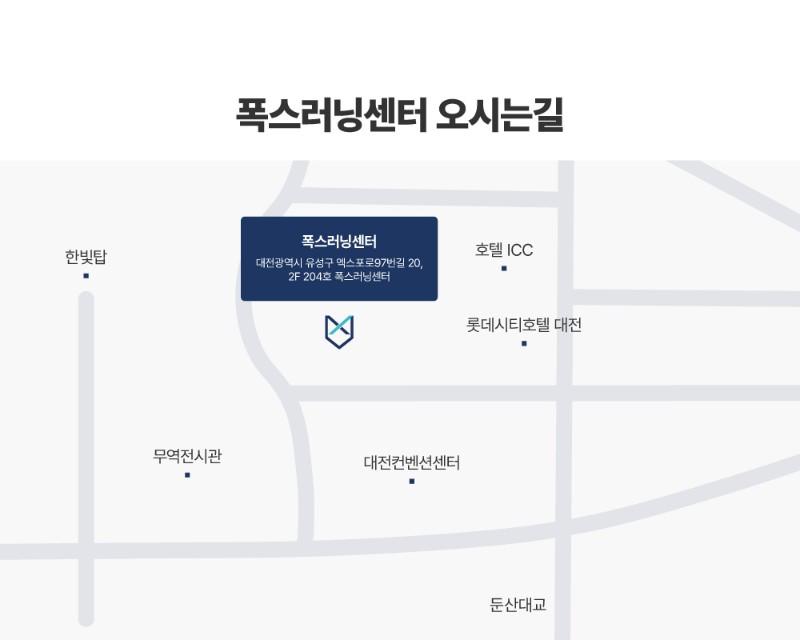 폭스러닝센터 오시는길
폭스러닝센터
대전광역시 유성구 엑스포로97번길 20,
2F 204호 폭스러닝센터
한빛탑
호텔 ICC
롯데시티호텔 대전
무역전시관
대전컨벤션센터
둔산대교